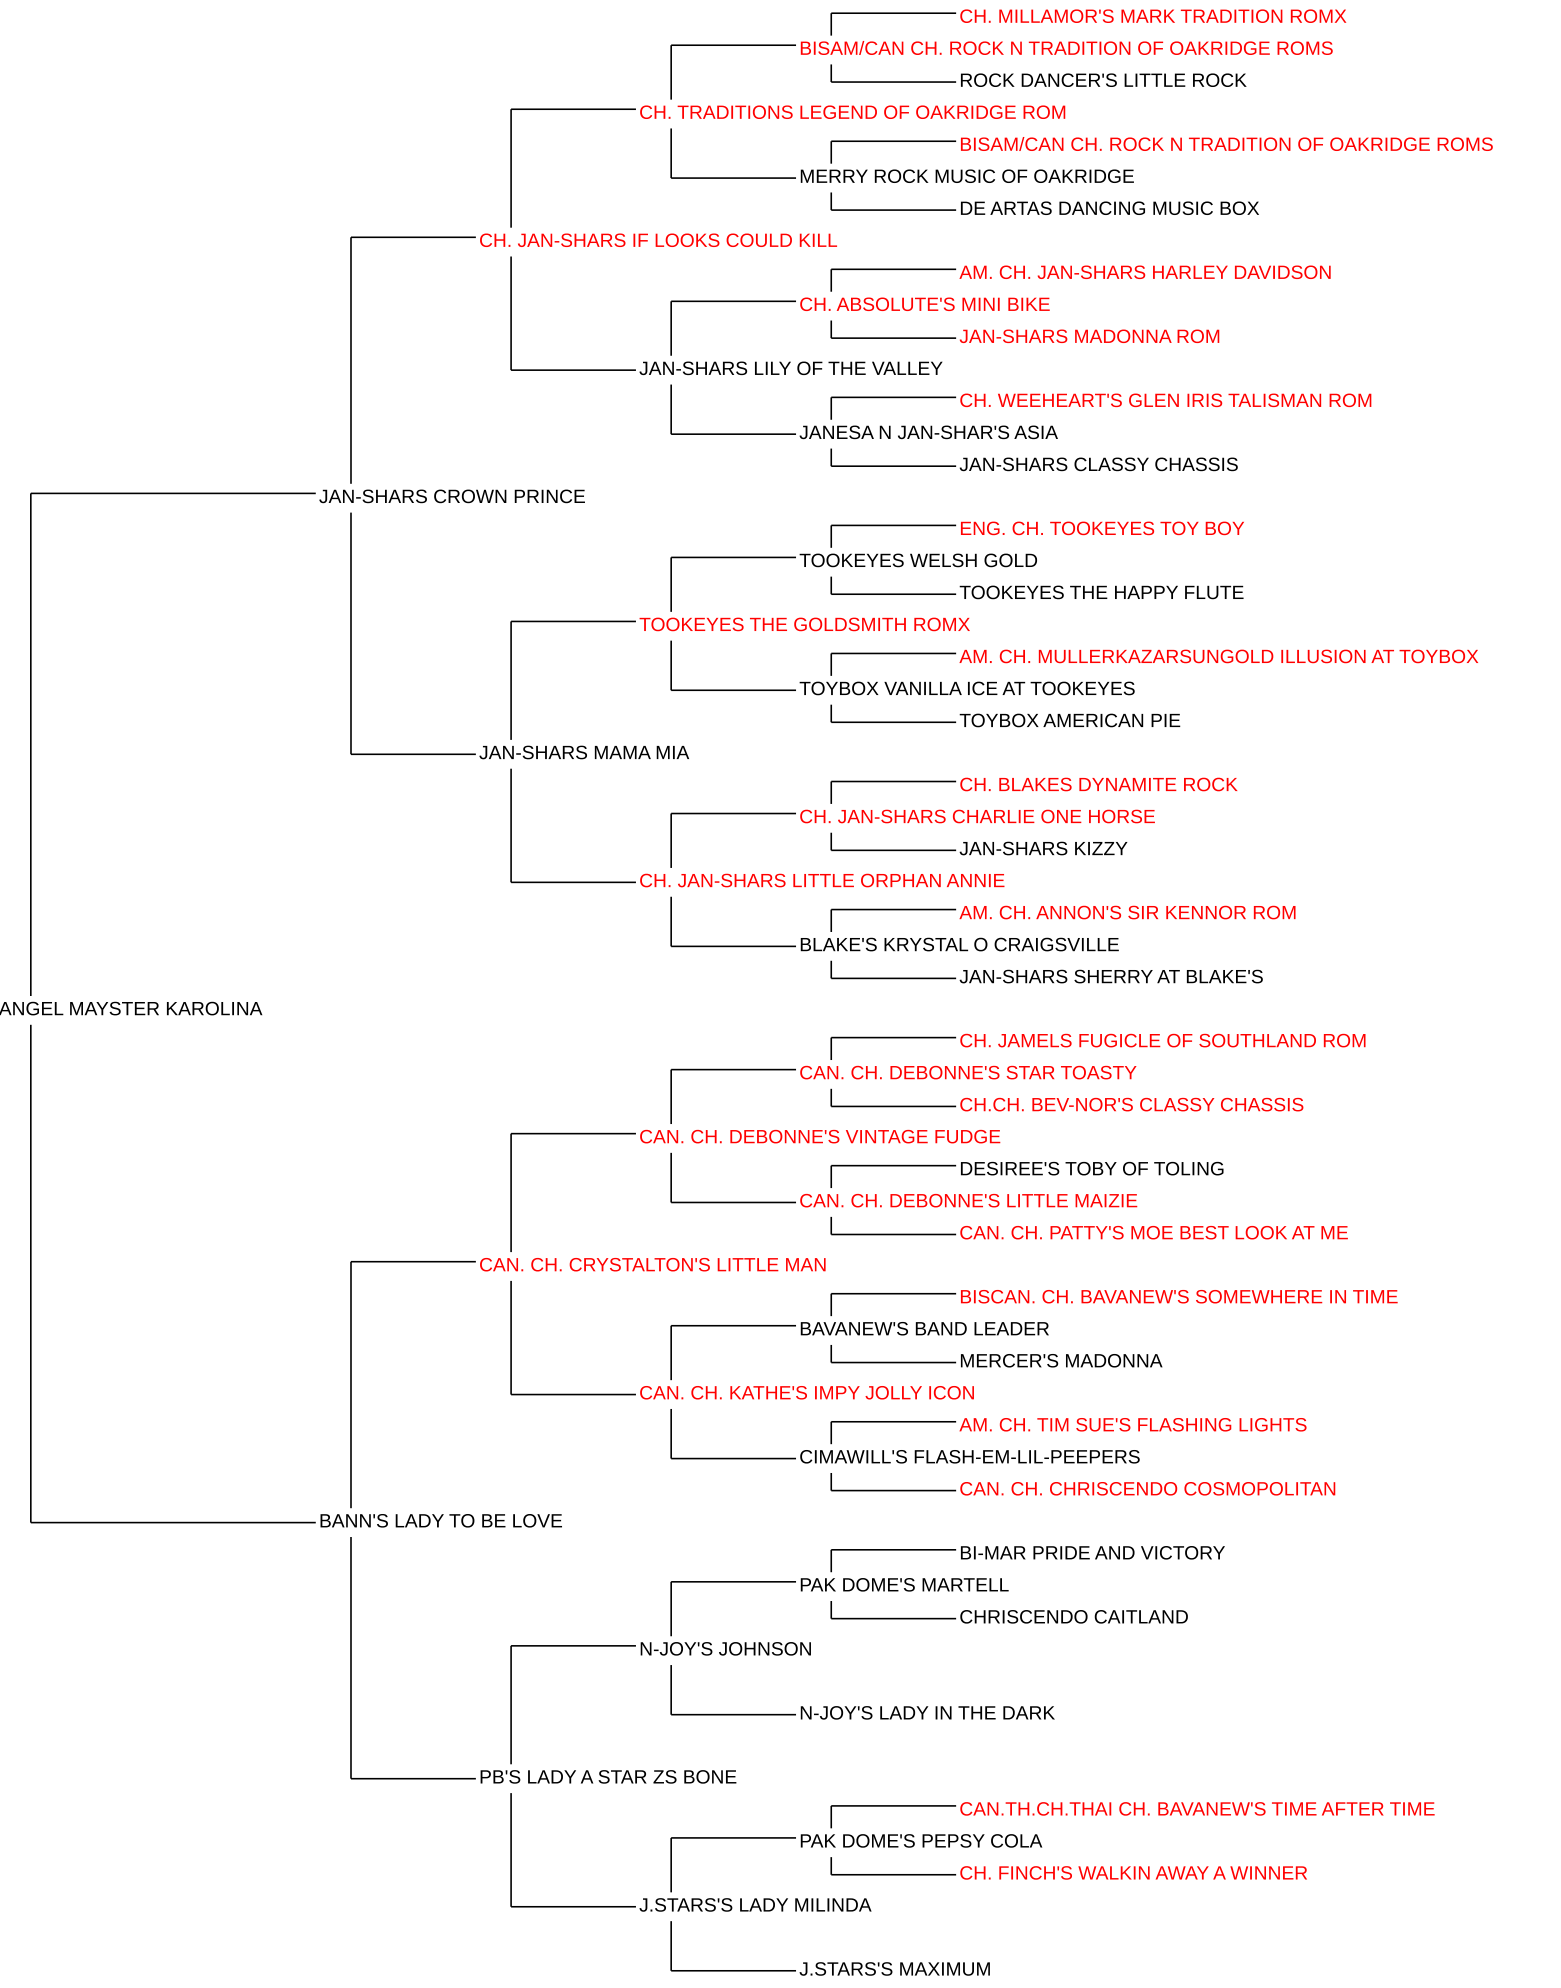 CH. MILLAMOR'S MARK TRADITION ROMX
BISAM/CAN CH. ROCK N TRADITION OF OAKRIDGE ROMS
ROCK DANCER'S LITTLE ROCK
CH. TRADITIONS LEGEND OF OAKRIDGE ROM
BISAM/CAN CH. ROCK N TRADITION OF OAKRIDGE ROMS
MERRY ROCK MUSIC OF OAKRIDGE
DE ARTAS DANCING MUSIC BOX
CH. JAN-SHARS IF LOOKS COULD KILL
AM. CH. JAN-SHARS HARLEY DAVIDSON
CH. ABSOLUTE'S MINI BIKE
JAN-SHARS MADONNA ROM
JAN-SHARS LILY OF THE VALLEY
CH. WEEHEART'S GLEN IRIS TALISMAN ROM
JANESA N JAN-SHAR'S ASIA
JAN-SHARS CLASSY CHASSIS
JAN-SHARS CROWN PRINCE
ENG. CH. TOOKEYES TOY BOY
TOOKEYES WELSH GOLD
TOOKEYES THE HAPPY FLUTE
TOOKEYES THE GOLDSMITH ROMX
AM. CH. MULLERKAZARSUNGOLD ILLUSION AT TOYBOX
TOYBOX VANILLA ICE AT TOOKEYES
TOYBOX AMERICAN PIE
JAN-SHARS MAMA MIA
CH. BLAKES DYNAMITE ROCK
CH. JAN-SHARS CHARLIE ONE HORSE
JAN-SHARS KIZZY
CH. JAN-SHARS LITTLE ORPHAN ANNIE
AM. CH. ANNON'S SIR KENNOR ROM
BLAKE'S KRYSTAL O CRAIGSVILLE
JAN-SHARS SHERRY AT BLAKE'S
ANGEL MAYSTER KAROLINA
CH. JAMELS FUGICLE OF SOUTHLAND ROM
CAN. CH. DEBONNE'S STAR TOASTY
CH.CH. BEV-NOR'S CLASSY CHASSIS
CAN. CH. DEBONNE'S VINTAGE FUDGE
DESIREE'S TOBY OF TOLING
CAN. CH. DEBONNE'S LITTLE MAIZIE
CAN. CH. PATTY'S MOE BEST LOOK AT ME
CAN. CH. CRYSTALTON'S LITTLE MAN
BISCAN. CH. BAVANEW'S SOMEWHERE IN TIME
BAVANEW'S BAND LEADER
MERCER'S MADONNA
CAN. CH. KATHE'S IMPY JOLLY ICON
AM. CH. TIM SUE'S FLASHING LIGHTS
CIMAWILL'S FLASH-EM-LIL-PEEPERS
CAN. CH. CHRISCENDO COSMOPOLITAN
BANN'S LADY TO BE LOVE
BI-MAR PRIDE AND VICTORY
PAK DOME'S MARTELL
CHRISCENDO CAITLAND
N-JOY'S JOHNSON
N-JOY'S LADY IN THE DARK
PB'S LADY A STAR ZS BONE
CAN.TH.CH.THAI CH. BAVANEW'S TIME AFTER TIME
PAK DOME'S PEPSY COLA
CH. FINCH'S WALKIN AWAY A WINNER
J.STARS'S LADY MILINDA
J.STARS'S MAXIMUM